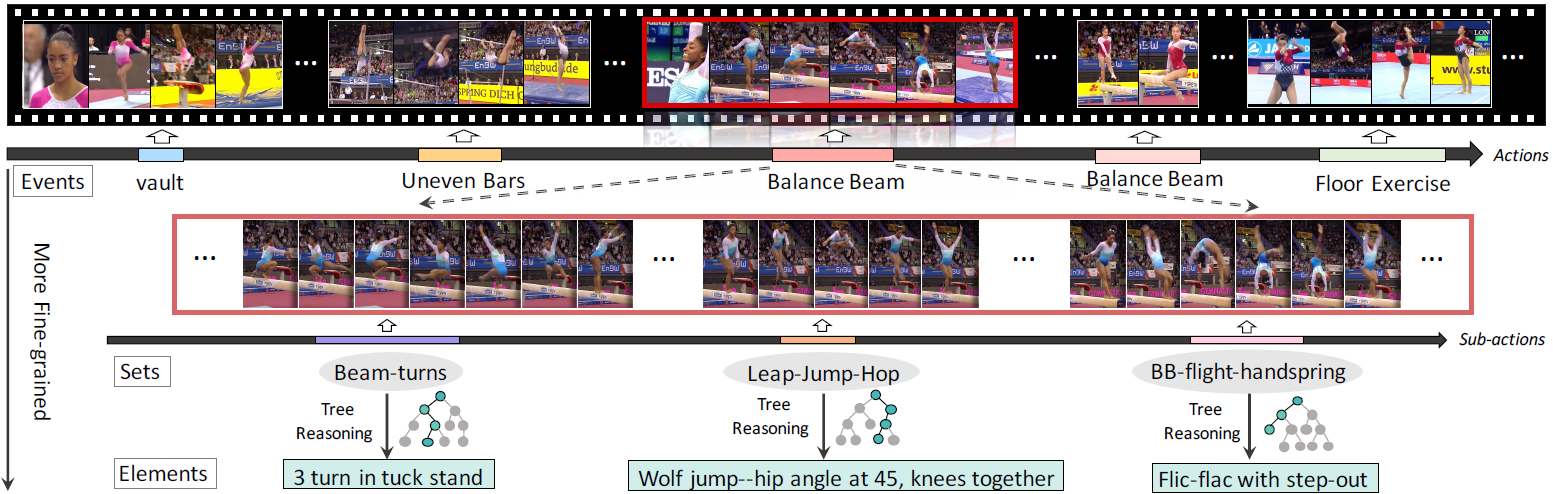 Actions
Events
vault
Uneven Bars
Balance Beam
Balance Beam
Floor Exercise
More Fine-grained
Sub-actions
Sets
Beam-turns
Leap-Jump-Hop
BB-flight-handspring
Tree
Reasoning
Tree
Reasoning
Tree
Reasoning
Elements
3 turn in tuck stand
Wolf jump--hip angle at 45, knees together
Flic-flac with step-out